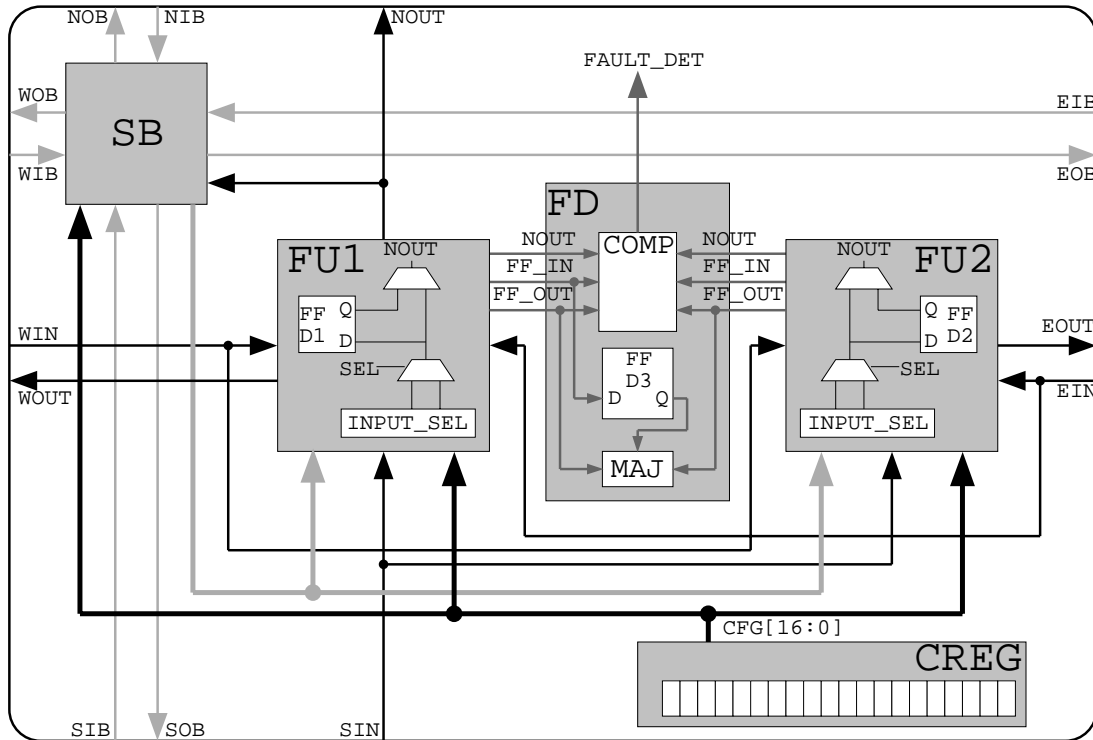 NOB NIB NOUT
FAULT_DET
WOB EIB
SB
WIB EOB
FD
NOUT COMP NOUT
FU1 NOUT NOUT FU2
FF_IN FF_IN
FF_OUT FF_OUT
FF Q Q FF
D1 D D D2
WIN EOUT
FF
D3
SEL SEL
D Q
WOUT EIN
INPUT_SEL INPUT_SEL
MAJ
CFG[16:0]
CREG
SIB SOB SIN